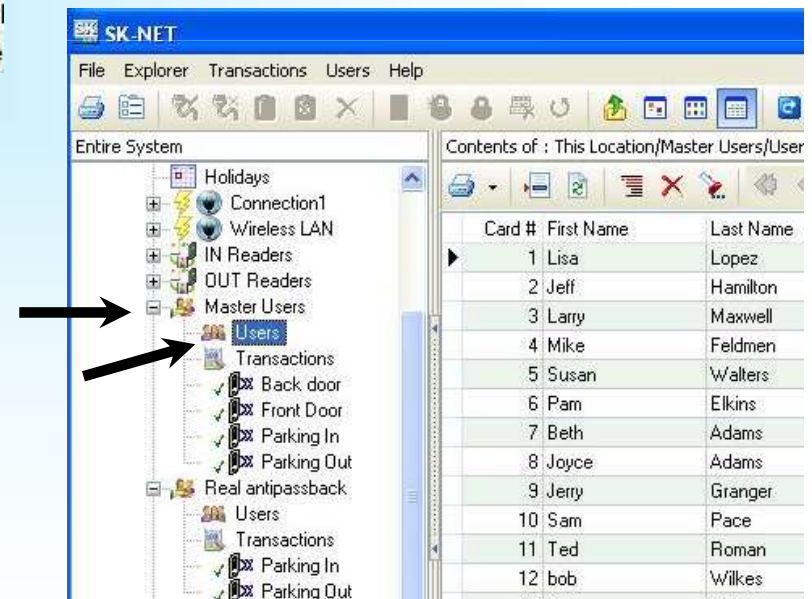 SK-NET
File Explorer Transactions Users Help
Entire System
Contents of : This Location/Master Users/User
Holidays
Connection1
Wireless LAN
IN Readers
OUT Readers
Master Users
Users
Transactions
Back door
Front Door
Parking In
Parking Out
Real antipassback
Users
Transactions
Parking In
Parking Out
Card # First Name Last Name
1 Lisa Lopez
2 Jeff Hamilton
3 Larry Maxwell
4 Mike Feldmen
5 Susan Walters
6 Pam Elkins
7 Beth Adams
8 Joyce Adams
9 Jerry Granger
10 Sam Pace
11 Ted Roman
12 bob Wilkes